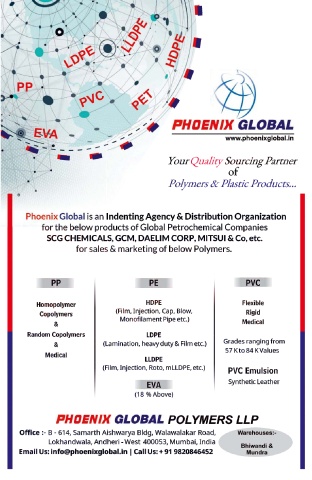 LDPE
LLDPE
HDPE
PP
PVC
PET
EVA
PHOENIX GLOBAL
www.phoenixglobal.in
Your Quality Sourcing Partner
of
Polymers & Plastic Products...
Phoenix Global is an Indenting Agency & Distribution Organization
for the below products of Global Petrochemical Companies
SCG CHEMICALS, GCM, DAELIM CORP, MITSUI & Co, etc.
for sales & marketing of below Polymers.
PP
Homopolymer
Copolymers
&
Random Copolymers
&
Medical
PE
HDPE
(Film, Injection, Cap, Blow,
Monofilament Pipe etc.)
LDPE
(Lamination, heavy duty & Film etc.)
LLDPE
(Film, Injection, Roto, mLLDPE, etc.)
EVA
(18 % Above)
PVC
Flexible
Rigid
Medical
Grades ranging from
57 K to 84 K Values
PVC Emulsion
Synthetic Leather
PHOENIX GLOBAL POLYMERS LLP
Office :- B - 614, Samarth Aishwarya Bldg, Walawalakar Road,
Lokhandwala, Andheri - West 400053, Mumbai, India
Email Us: info@phoenixglobal.in | Call Us: + 91 9820846452
Warehouses:-
Bhiwandi &
Mundra